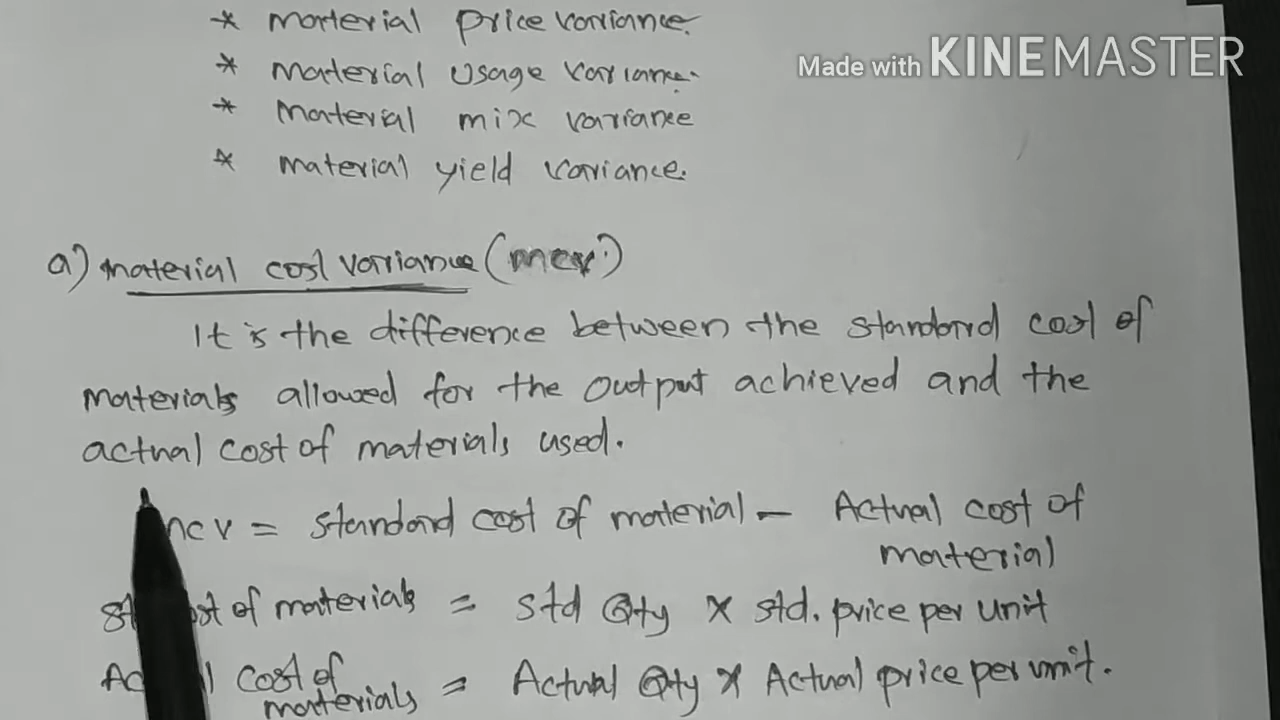 * material price variance.
Made with KINEMASTER
* material usage variance.
* material mix variance
* material yield variance.
a) material cost variance (mcv.)
It is the difference between the standard cost of
materials allowed for the output achieved and the
actual cost of materials used.
mcv = standard cost of material - Actual cost of
material
cost of materials = std Qty x std. price per unit
cost of
materials = Actual Qty x Actual price per unit.